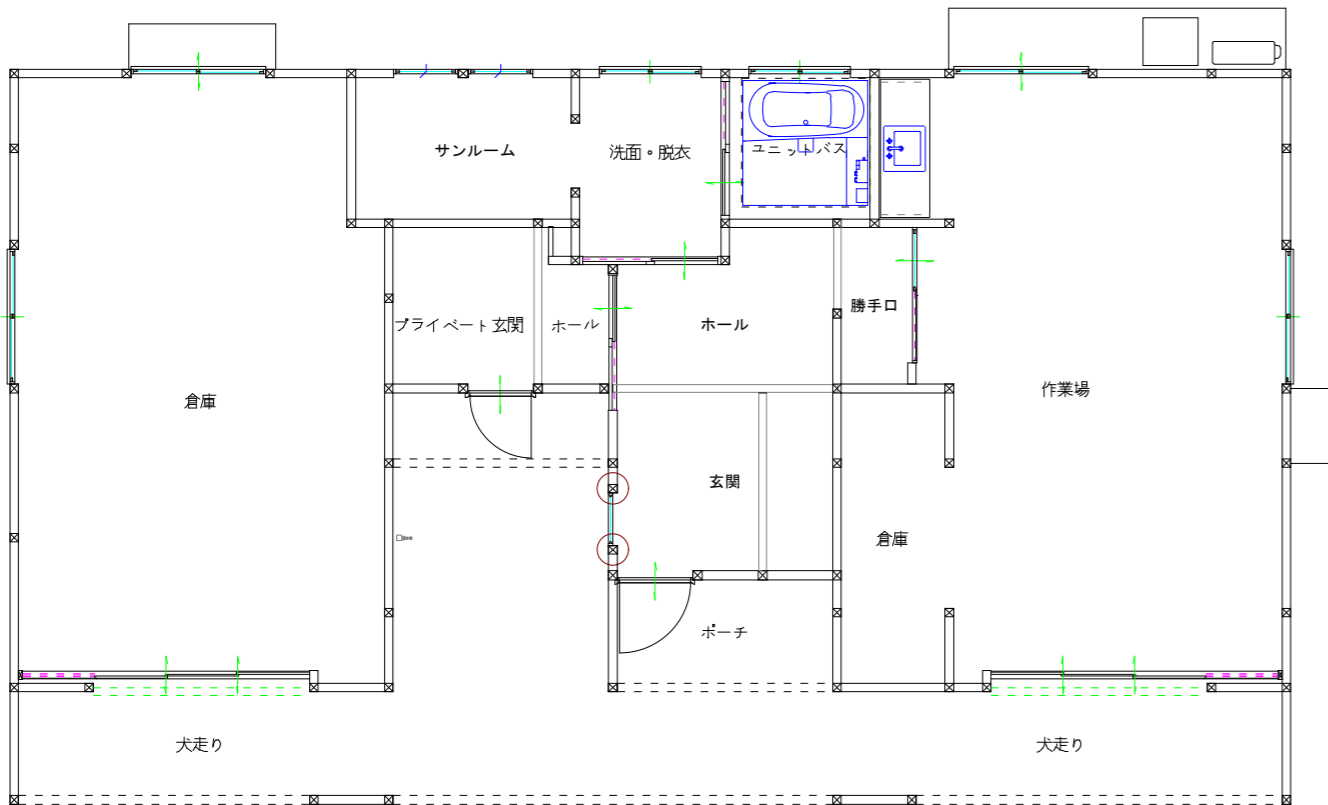 サンルーム
洗面・脱衣
ユニットバス
プライベート玄関
ホール
ホール
勝手口
倉庫
作業場
玄関
倉庫
ポーチ
犬走り
犬走り